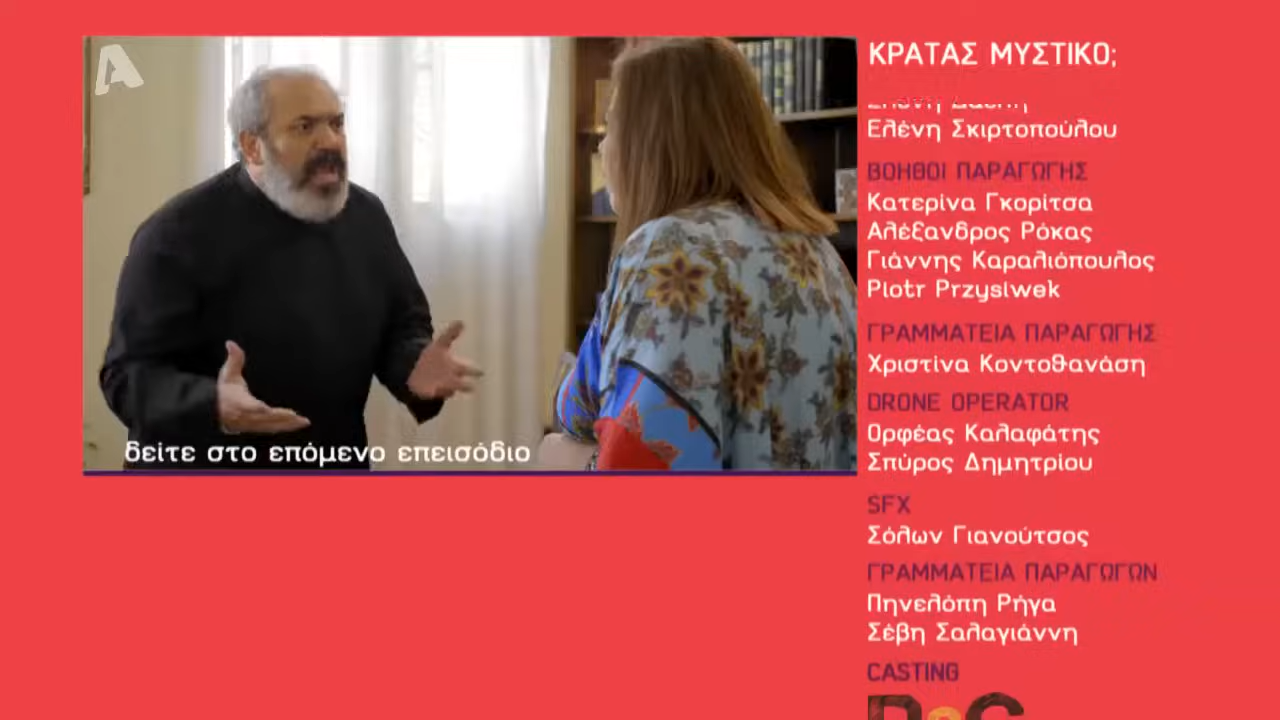 ΚΡΑΤΑΣ ΜΥΣΤΙΚΟ;
Ελένη Σκιρτοπούλου
ΒΟΗΘΟΙ ΠΑΡΑΓΩΓΗΣ
Κατερίνα Γκορίτσα
Αλέξανδρος Ρόκας
Γιάννης Καραλιόπουλος
Piotr Przysiwek
ΓΡΑΜΜΑΤΕΙΑ ΠΑΡΑΓΩΓΗΣ
Χριστίνα Κοντοθανάση
DRONE OPERATOR
Ορφέας Καλαφάτης
Σπύρος Δημητρίου
SFX
Σόλων Γιανούτσος
ΓΡΑΜΜΑΤΕΙΑ ΠΑΡΑΓΩΓΩΝ
Πηνελόπη Ρήγα
Σέβη Σαλαγιάννη
CASTING
δείτε στο επόμενο επεισόδιο